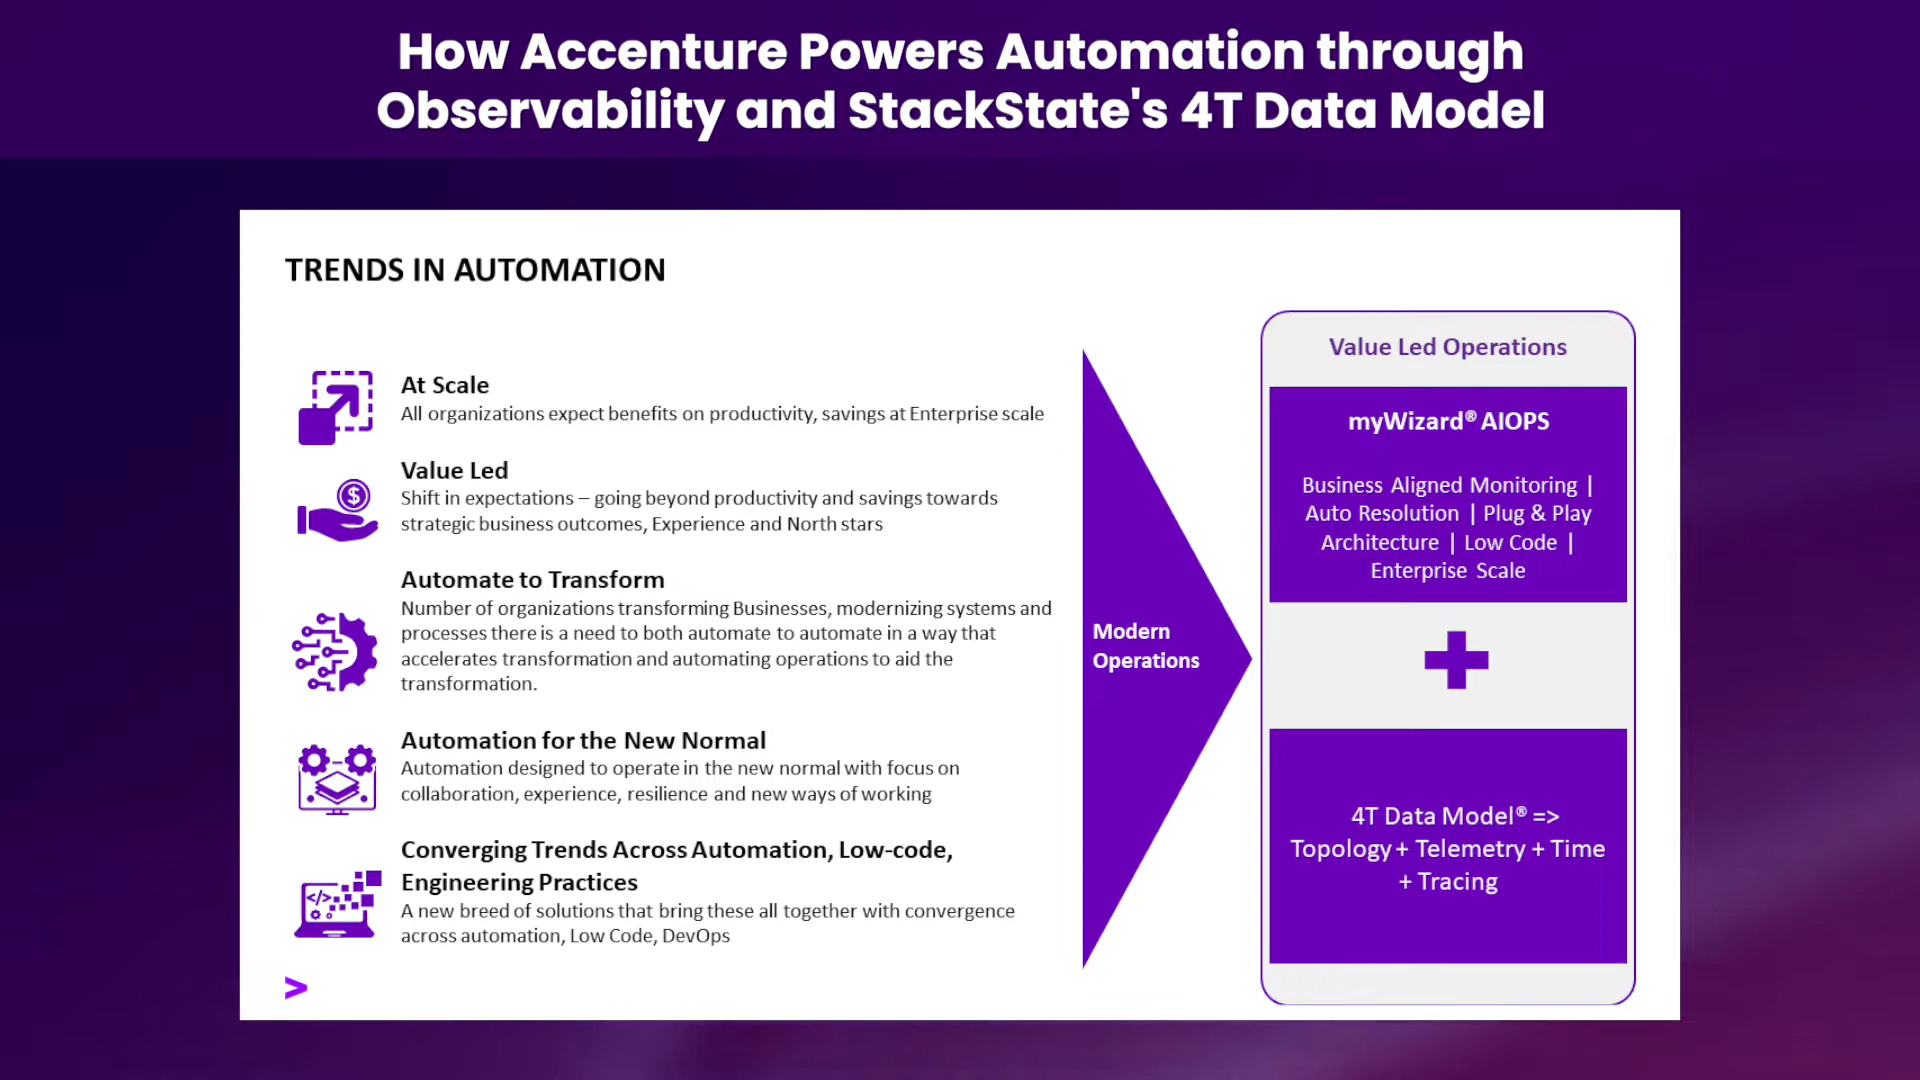 How Accenture Powers Automation through
Observability and StackState's 4T Data Model
TRENDS IN AUTOMATION
At Scale
All organizations expect benefits on productivity, savings at Enterprise scale
Value Led
Shift in expectations – going beyond productivity and savings towards
strategic business outcomes, Experience and North stars
Automate to Transform
Number of organizations transforming Businesses, modernizing systems and
processes there is a need to both automate to automate in a way that
accelerates transformation and automating operations to aid the
transformation.
Automation for the New Normal
Automation designed to operate in the new normal with focus on
collaboration, experience, resilience and new ways of working
Converging Trends Across Automation, Low-code,
Engineering Practices
A new breed of solutions that bring these all together with convergence
across automation, Low Code, DevOps
Modern
Operations
Value Led Operations
myWizard® AIOPS
Business Aligned Monitoring |
Auto Resolution | Plug & Play
Architecture | Low Code |
Enterprise Scale
4T Data Model® =>
Topology + Telemetry + Time
+ Tracing